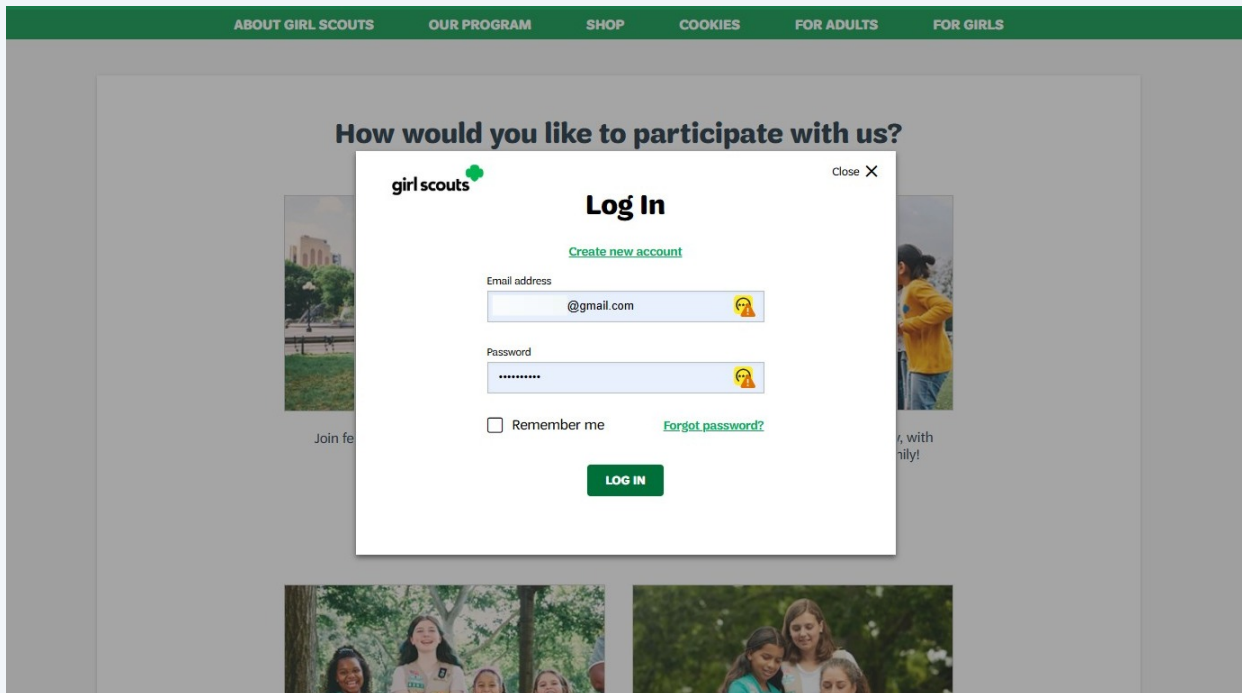 ABOUT GIRL SCOUTS OUR PROGRAM SHOP COOKIES FOR ADULTS FOR GIRLS
How would you like to participate with us?
girl scouts
Close X
Log In
Create new account
Email address
@gmail.com
Password
Remember me Forgot password?
LOG IN
Join fe
, with
ily!